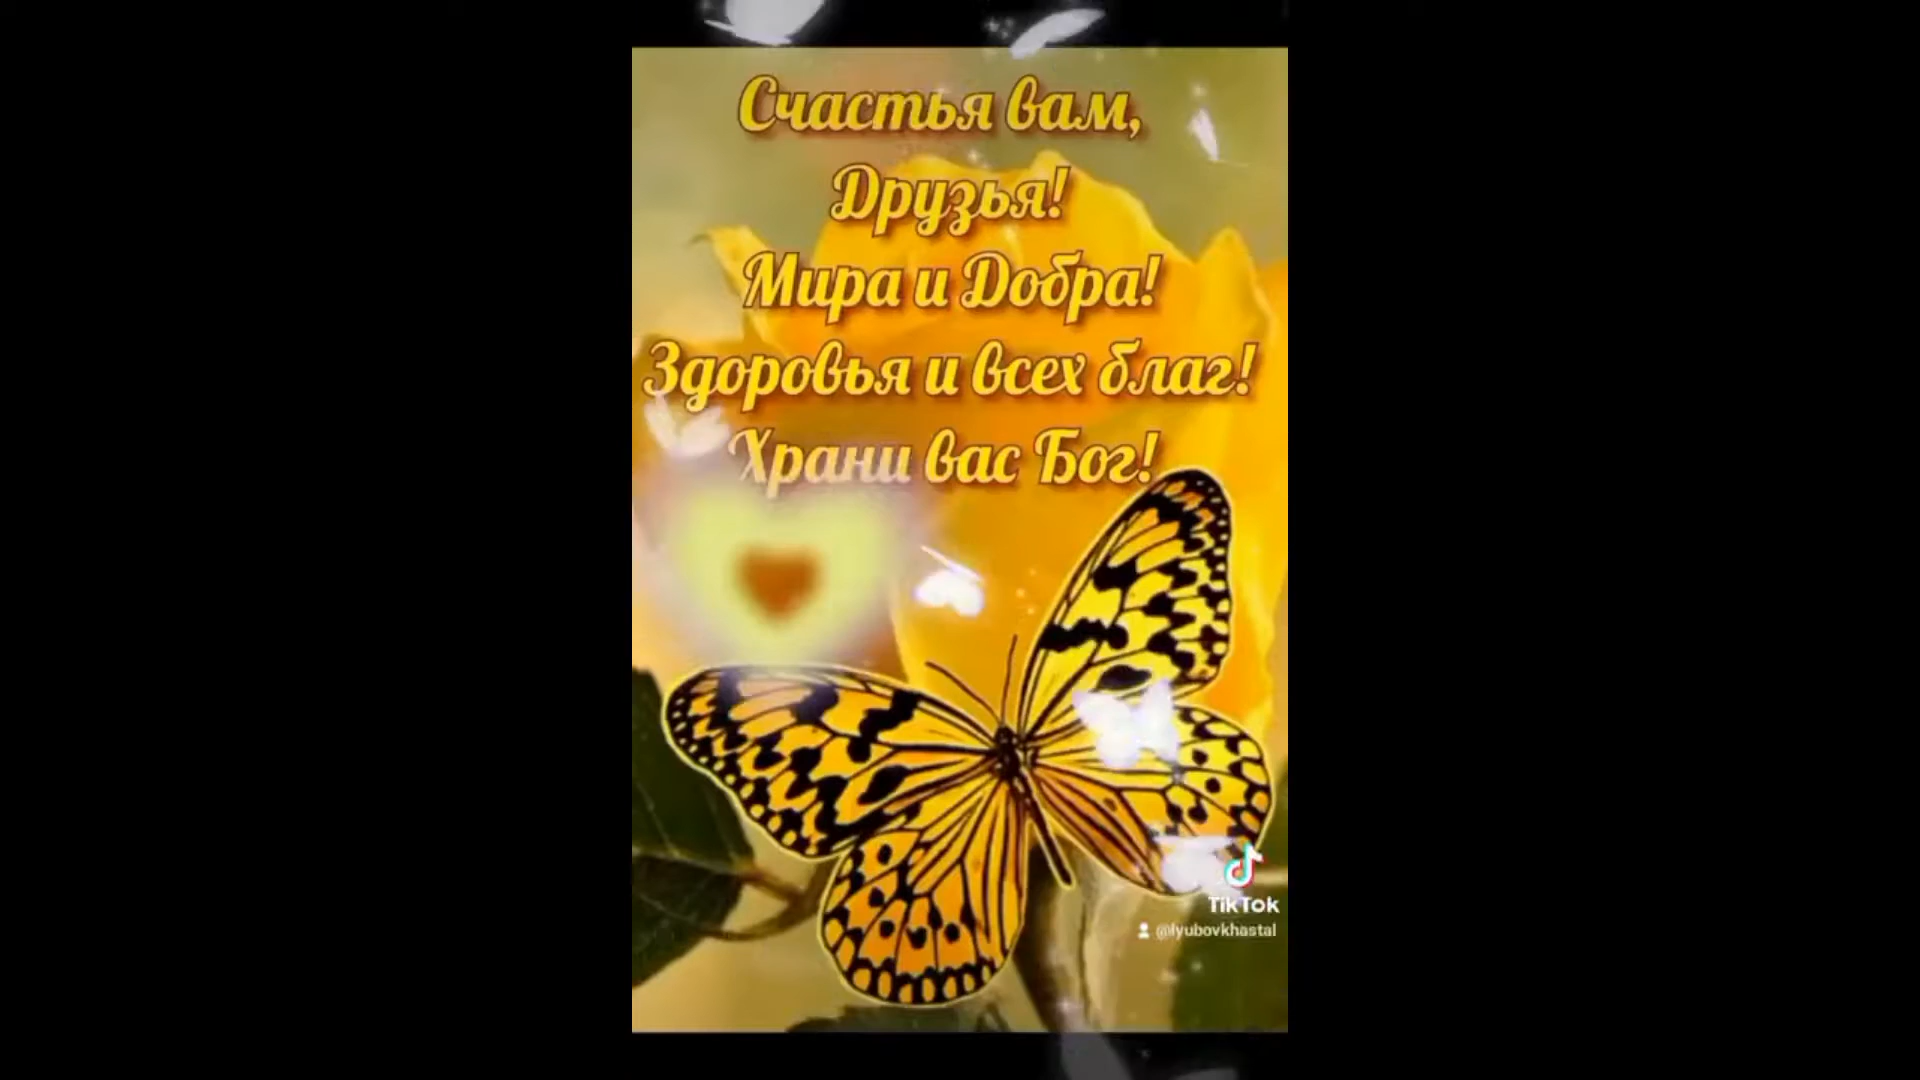 Счастья вам,
Друзья!
Мира и Добра!
Здоровья и всех благ!
Храни вас Бог!
TikTok
@lyubovkhastal